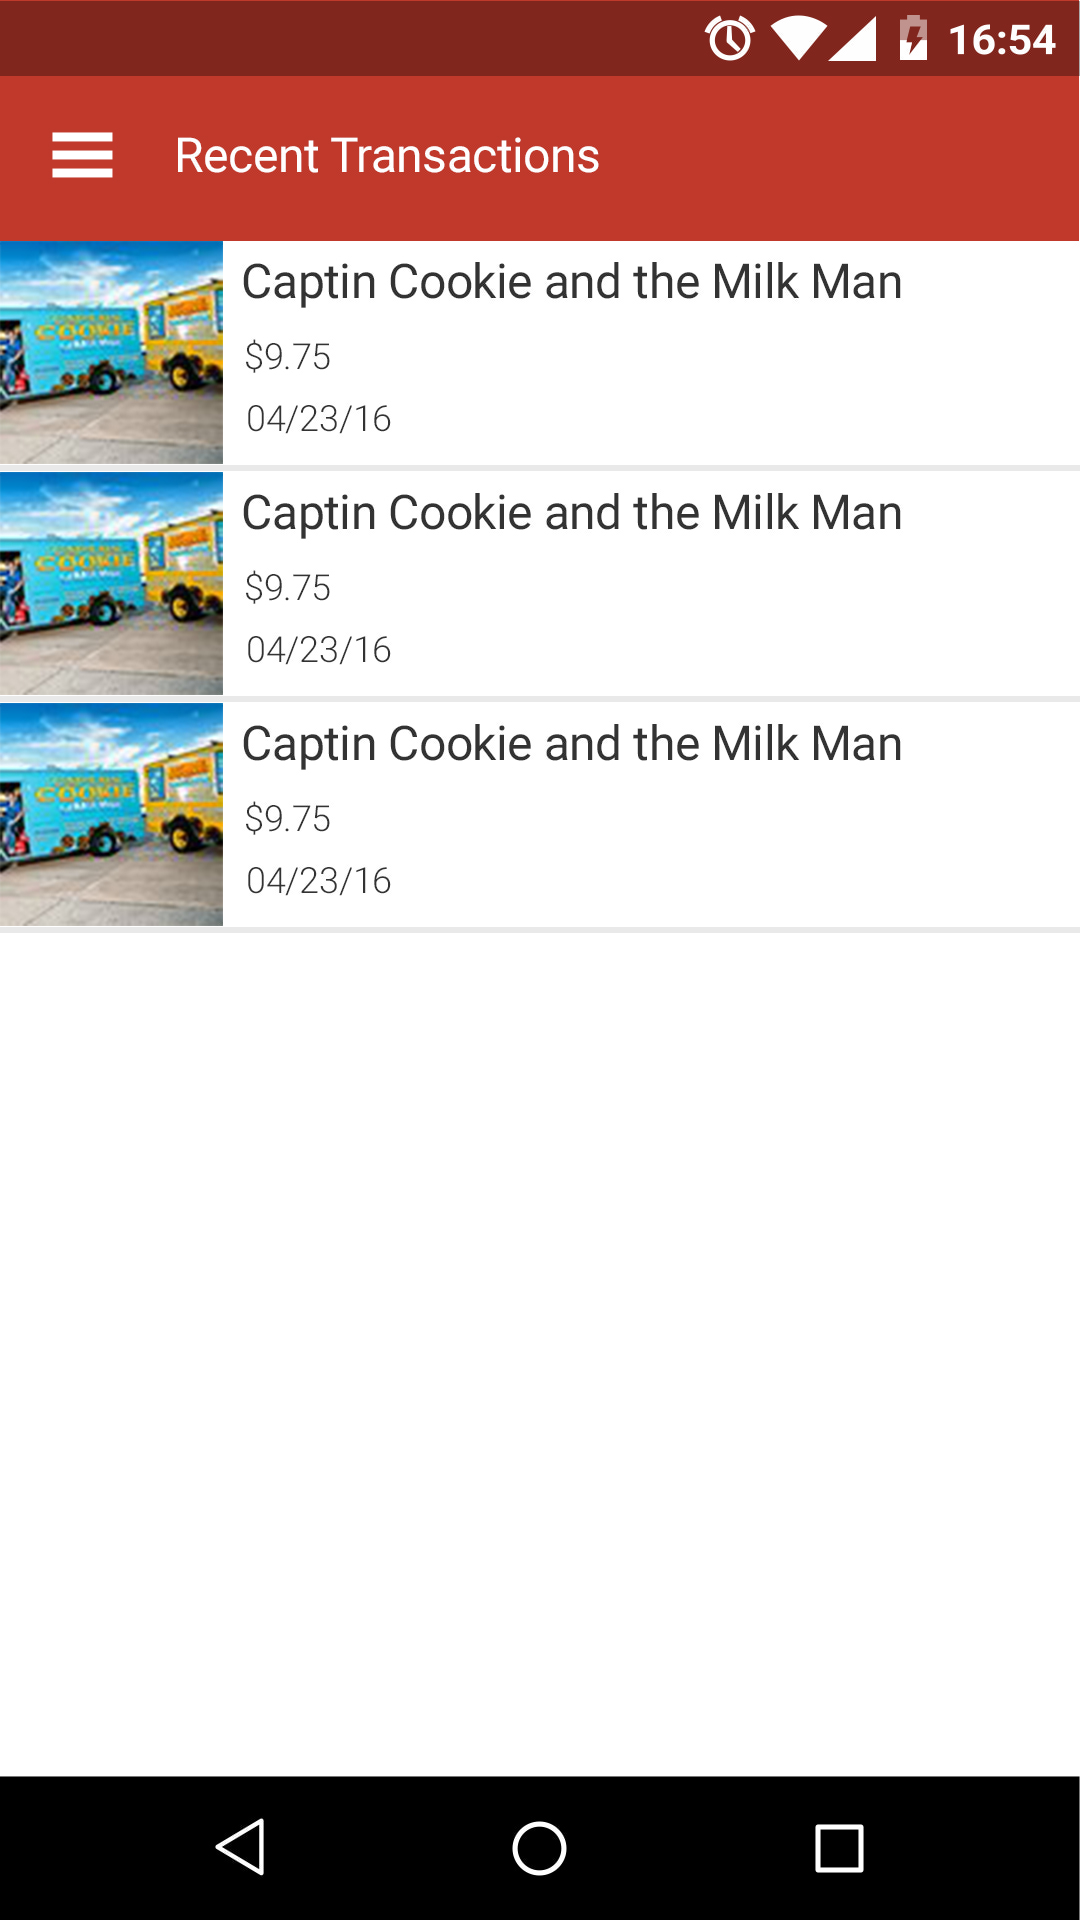 16:54
Recent Transactions
Captin Cookie and the Milk Man
$9.75
04/23/16
COOKIE
Captin Cookie and the Milk Man
$9.75
04/23/16
COOKIE
Captin Cookie and the Milk Man
$9.75
04/23/16
COOKIE